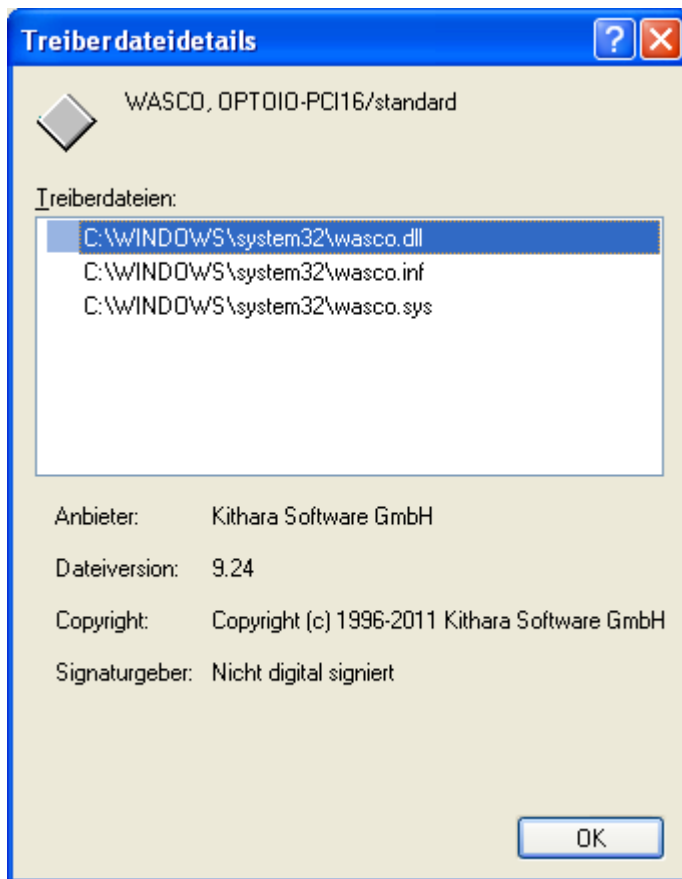 Treiberdateidetails
?
WASCO, OPTOIO-PCI16/standard
Treiberdateien:
C:\WINDOWS\system32\wasco.dll
C:\WINDOWS\system32\wasco.inf
C:\WINDOWS\system32\wasco.sys
Anbieter: Kithara Software GmbH
Dateiversion: 9.24
Copyright: Copyright (c) 1996-2011 Kithara Software GmbH
Signaturgeber: Nicht digital signiert
OK